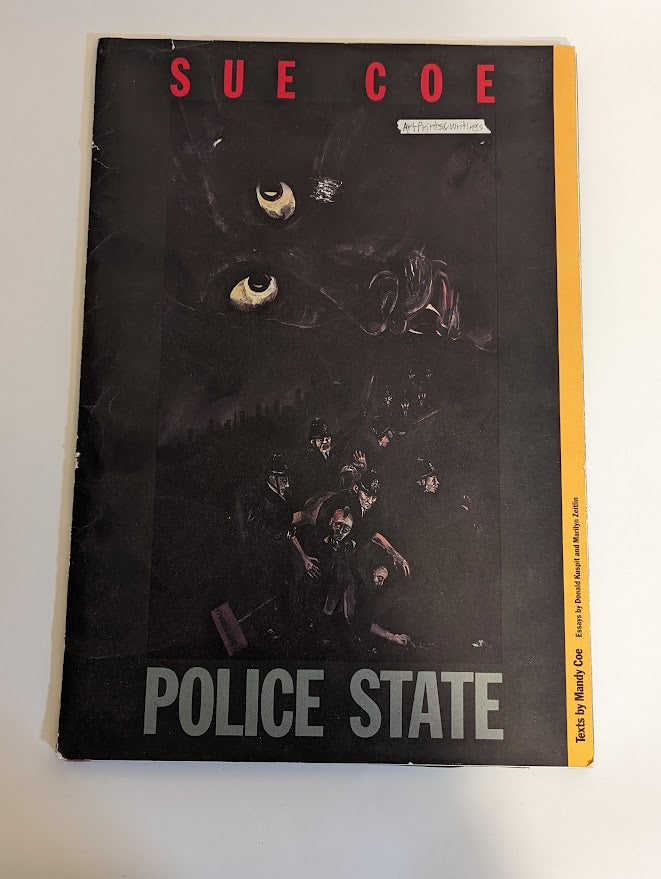 SUE COE
Art Prints & Writings
POLICE STATE
Texts by Mandy Coe Essays by Donald Kuspit and Marilyn Zeitlin